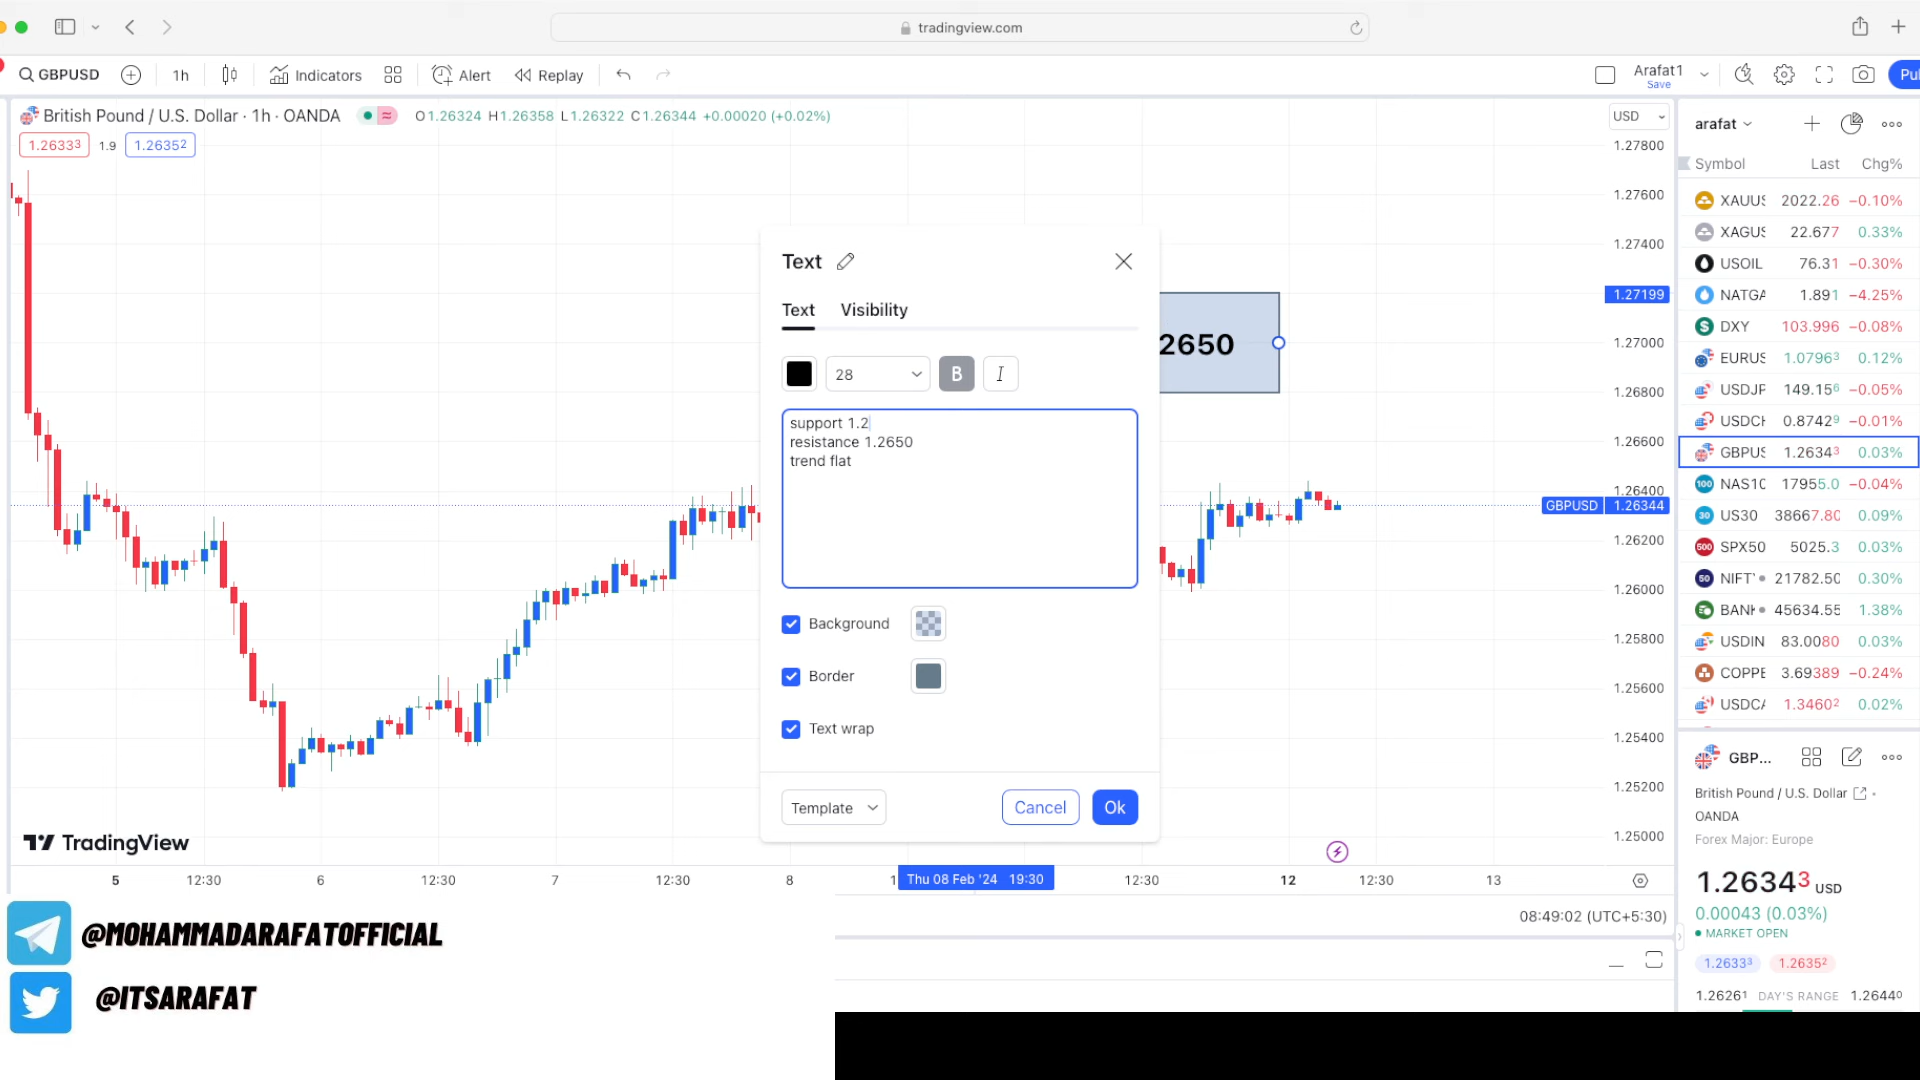 tradingview.com
GBPUSD 1h Indicators Alert Replay Arafat1 Save
British Pound / U.S. Dollar · 1h · OANDA O1.26324 H1.26358 L1.26322 C1.26344 +0.00020 (+0.02%)
1.26333 1.9 1.26352
USD
1.27800
1.27600
1.27400
1.27199
1.27000
1.26800
1.26600
1.26400
GBPUSD 1.26344
1.26200
1.26000
1.25800
1.25600
1.25400
1.25200
1.25000
2650
Text
Text Visibility
28 B I
support 1.2
resistance 1.2650
trend flat
Background
Border
Text wrap
Template Cancel Ok
TradingView
5 12:30 6 12:30 7 12:30 8 1 Thu 08 Feb '24 19:30 12:30 12 12:30 13
08:49:02 (UTC+5:30)
@MOHAMMADARAFATOFFICIAL
@ITSARAFAT
arafat
Symbol Last Chg%
XAUUS 2022.26 −0.10%
XAGUS 22.677 0.33%
USOIL 76.31 −0.30%
NATGA 1.891 −4.25%
DXY 103.996 −0.08%
EURUS 1.07963 0.12%
USDJP 149.156 −0.05%
USDCH 0.87429 −0.01%
GBPUS 1.26343 0.03%
100 NAS10 17955.0 −0.04%
30 US30 38667.80 0.09%
500 SPX50 5025.3 0.03%
50 NIFTY 21782.50 0.30%
BANK 45634.55 1.38%
USDIN 83.0080 0.03%
COPPE 3.69389 −0.24%
USDCA 1.34602 0.02%
GBP...
British Pound / U.S. Dollar
OANDA
Forex Major: Europe
1.26343 USD
0.00043 (0.03%)
MARKET OPEN
1.26333 1.26352
1.26261 DAY'S RANGE 1.26440